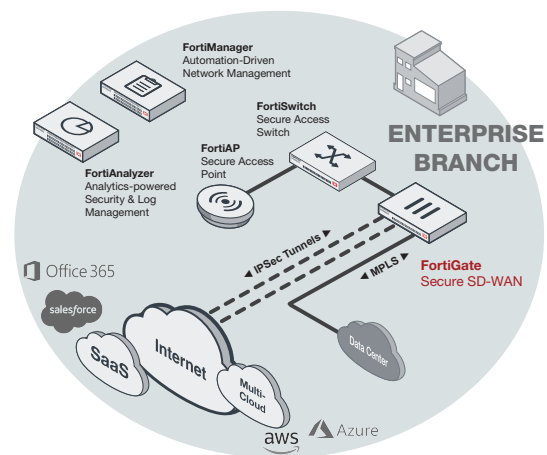 FortiManager
Automation-Driven
Network Management
FortiSwitch
Secure Access
Switch
FortiAP
Secure Access
Point
FortiAnalyzer
Analytics-powered
Security & Log
Management
ENTERPRISE
BRANCH
◄ IPSec Tunnels ►
◄ MPLS ►
FortiGate
Secure SD-WAN
Office 365
salesforce
SaaS
Internet
Multi-
Cloud
Data Center
aws
Azure